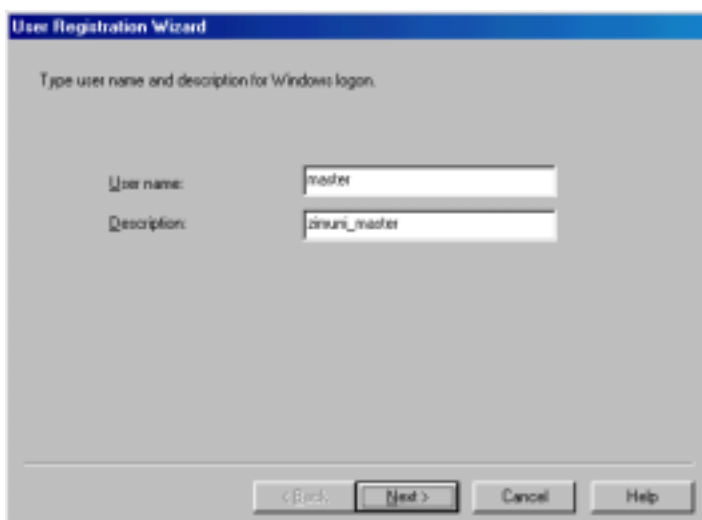 User Registration Wizard
Type user name and description for Windows logon.
User name: master
Description: zimuni_master
< Back Next > Cancel Help